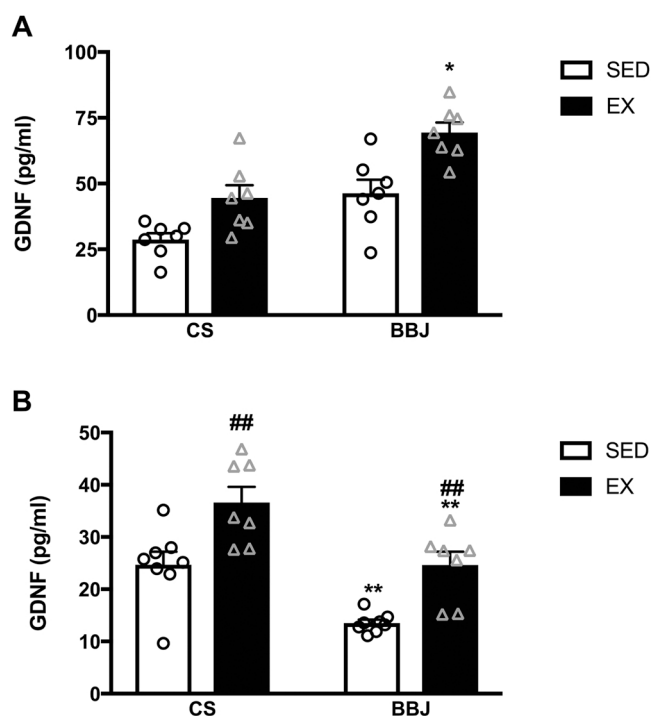 A
100
*
SED
EX
75
GDNF (pg/ml)
50
25
0
CS
BBJ
B
50
##
SED
EX
40
##
**
GDNF (pg/ml)
30
20
**
10
0
CS
BBJ